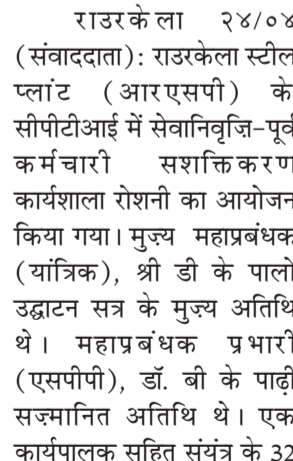 राउरकेला २४/०४
(संवाददाता): राउरकेला स्टील
प्लांट (आरएसपी) के
सीपीटीआई में सेवानिवृज़ि-पूर्व
कर्मचारी सशक्तिकरण
कार्यशाला रोशनी का आयोजन
किया गया। मुज़्य महाप्रबंधक
(यांत्रिक), श्री डी के पालो
उद्घाटन सत्र के मुज़्य अतिथि
थे। महाप्रबंधक प्रभारी
(एसपीपी), डॉ. बी के पाढ़ी
सज़्मानित अतिथि थे। एक
कार्यपालक सहित संयंत्र के 32